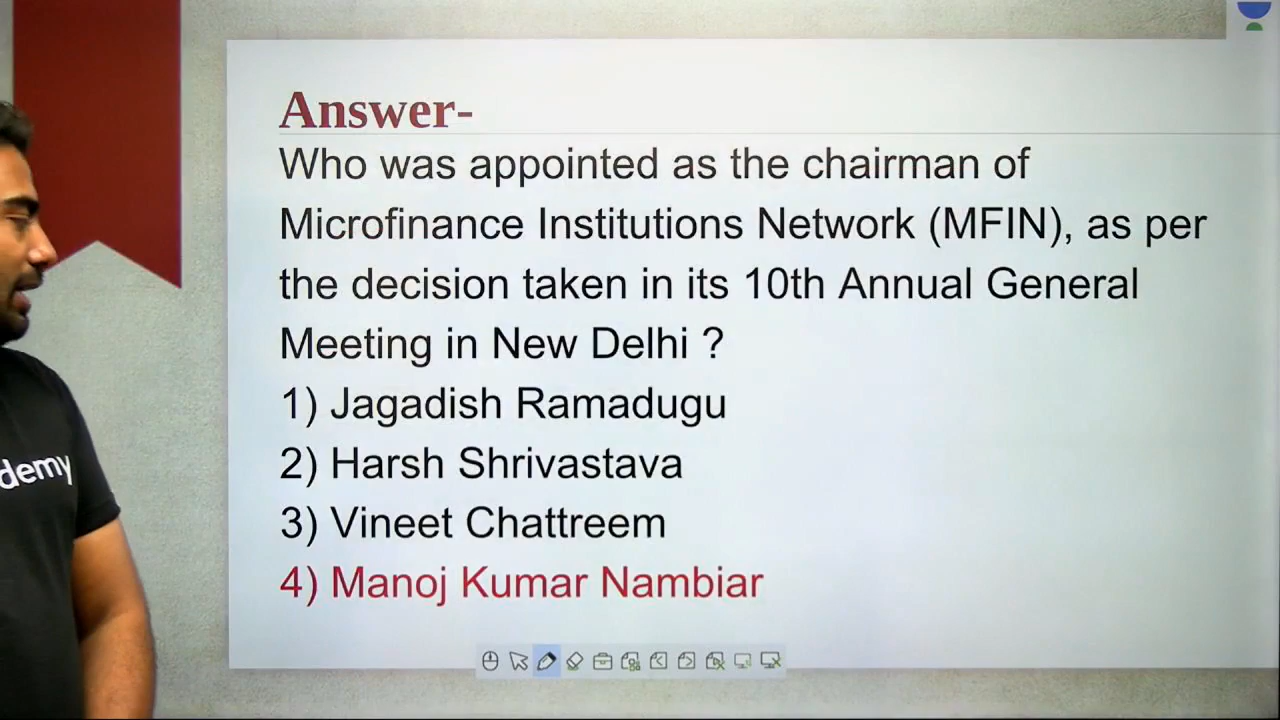 Answer-
Who was appointed as the chairman of
Microfinance Institutions Network (MFIN), as per
the decision taken in its 10th Annual General
Meeting in New Delhi ?
1) Jagadish Ramadugu
2) Harsh Shrivastava
3) Vineet Chattreem
4) Manoj Kumar Nambiar
demy